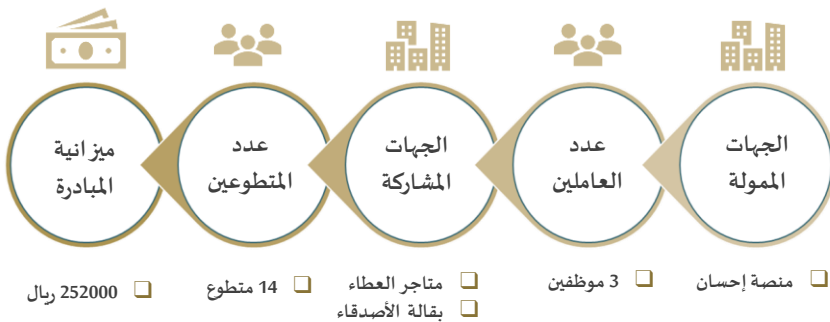 الجهات
الممولة
عدد
العاملين
الجهات
المشاركة
عدد
المتطوعين
ميزانية
المبادرة
منصة إحسان
3 موظفين
متاجر العطاء
بقالة الأصدقاء
14 متطوع
252000 ريال